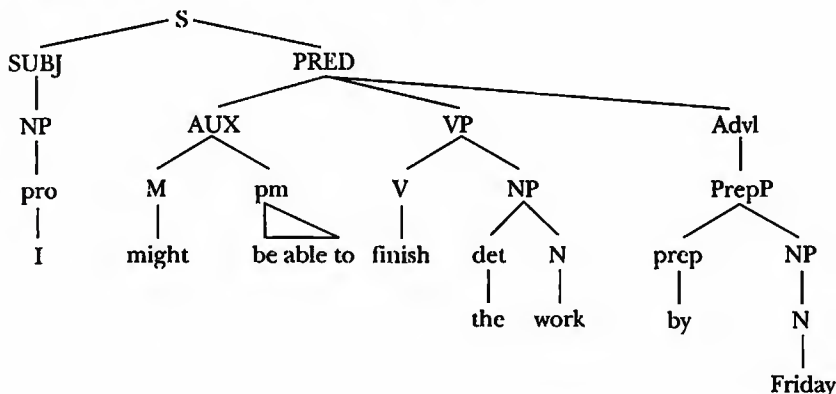 S
SUBJ PRED
NP AUX VP Advl
pro M pm V NP PrepP
I might be able to finish det N prep NP
the work by N
Friday